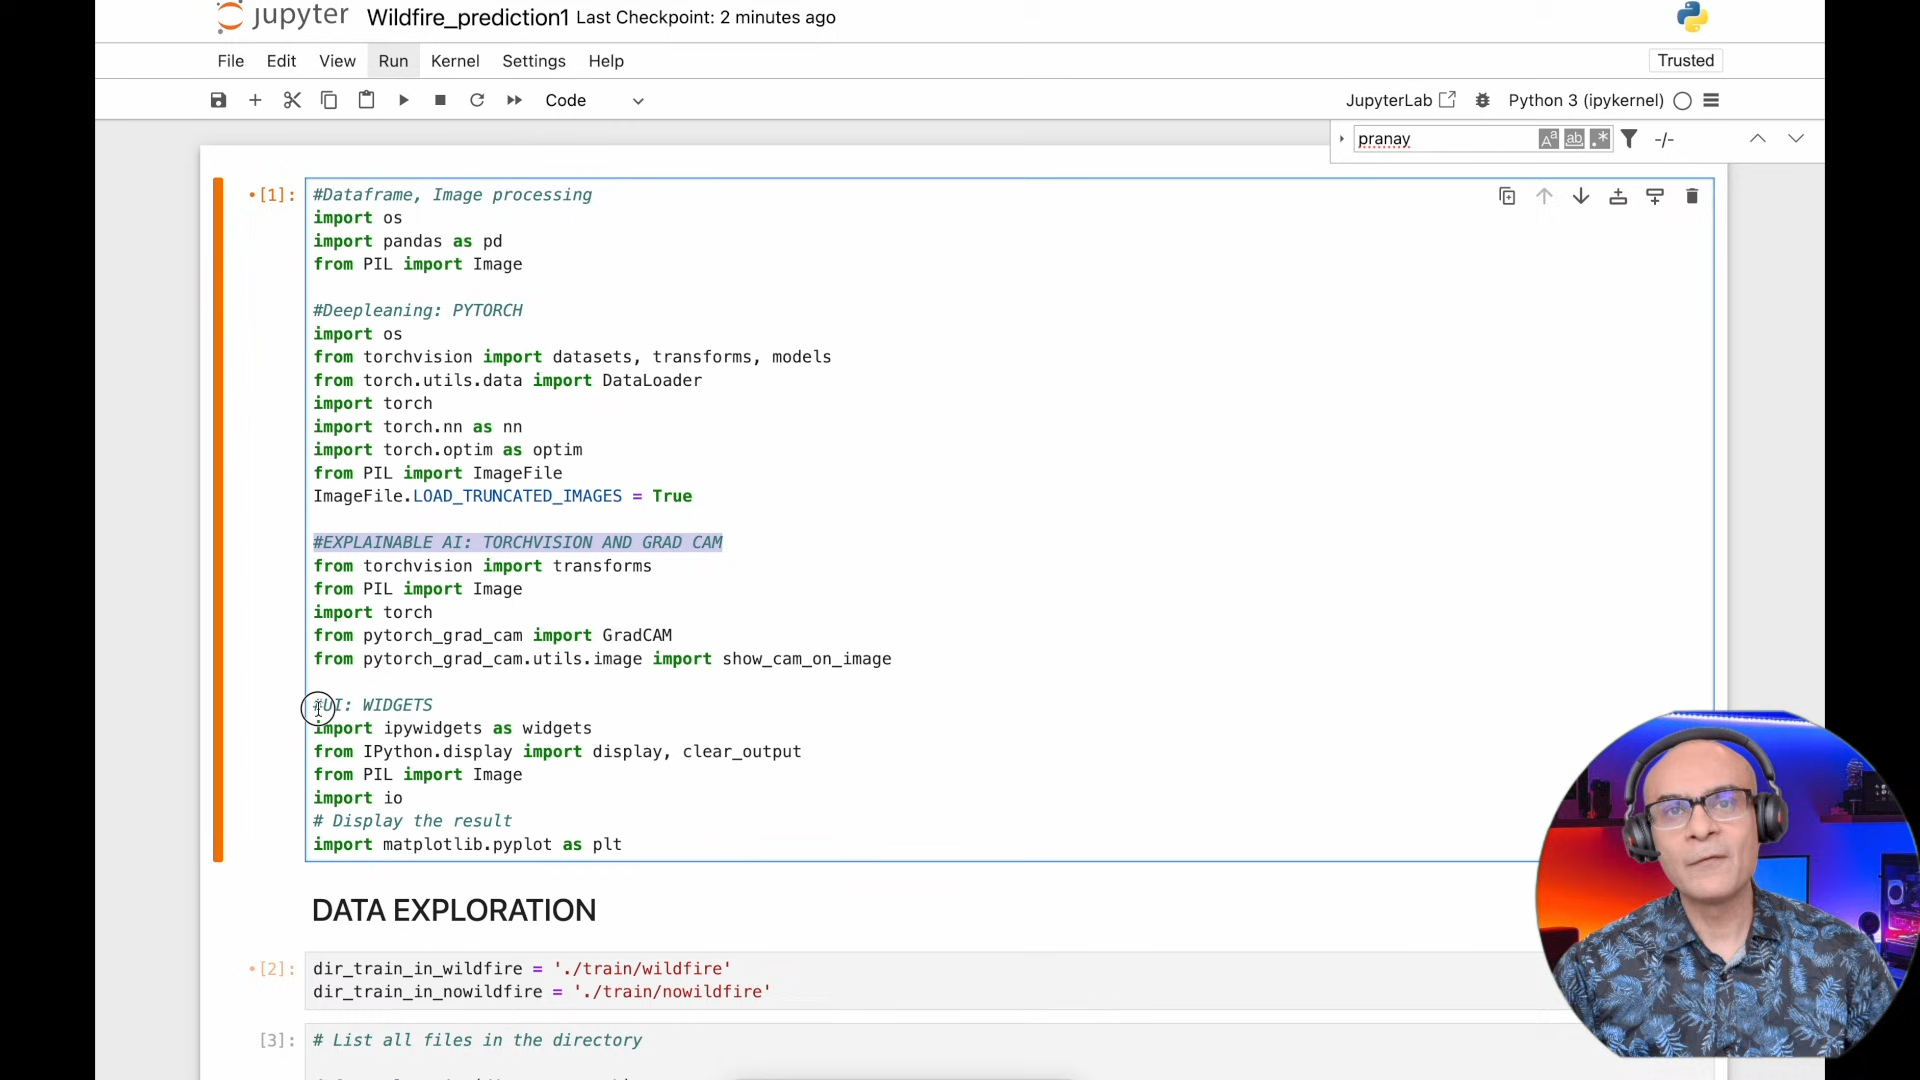 jupyter Wildfire_prediction1 Last Checkpoint: 2 minutes ago
File Edit View Run Kernel Settings Help Trusted
Code JupyterLab Python 3 (ipykernel)
pranay -/-
[1]: #Dataframe, Image processing
import os
import pandas as pd
from PIL import Image
#Deepleaning: PYTORCH
import os
from torchvision import datasets, transforms, models
from torch.utils.data import DataLoader
import torch
import torch.nn as nn
import torch.optim as optim
from PIL import ImageFile
ImageFile.LOAD_TRUNCATED_IMAGES = True
#EXPLAINABLE AI: TORCHVISION AND GRAD CAM
from torchvision import transforms
from PIL import Image
import torch
from pytorch_grad_cam import GradCAM
from pytorch_grad_cam.utils.image import show_cam_on_image
#UI: WIDGETS
import ipywidgets as widgets
from IPython.display import display, clear_output
from PIL import Image
import io
# Display the result
import matplotlib.pyplot as plt
DATA EXPLORATION
[2]: dir_train_in_wildfire = './train/wildfire'
dir_train_in_nowildfire = './train/nowildfire'
[3]: # List all files in the directory